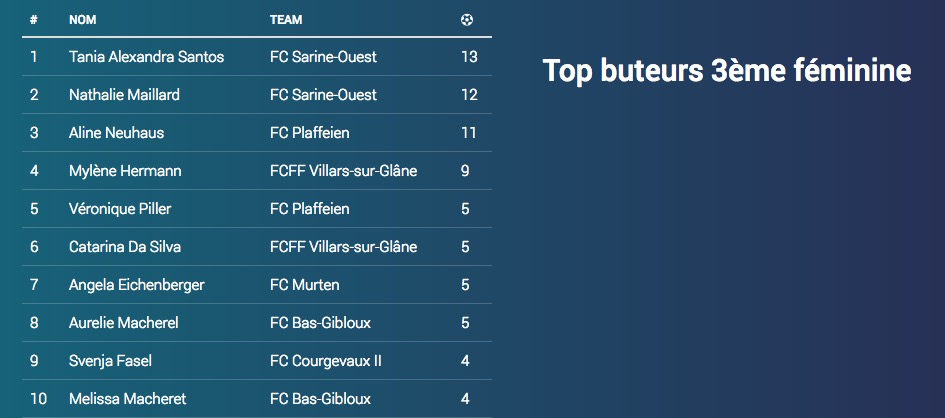 # NOM TEAM
1 Tania Alexandra Santos FC Sarine-Ouest 13
2 Nathalie Maillard FC Sarine-Ouest 12
3 Aline Neuhaus FC Plaffeien 11
4 Mylène Hermann FCFF Villars-sur-Glâne 9
5 Véronique Piller FC Plaffeien 5
6 Catarina Da Silva FCFF Villars-sur-Glâne 5
7 Angela Eichenberger FC Murten 5
8 Aurelie Macherel FC Bas-Gibloux 5
9 Svenja Fasel FC Courgevaux II 4
10 Melissa Macheret FC Bas-Gibloux 4
Top buteurs 3ème féminine